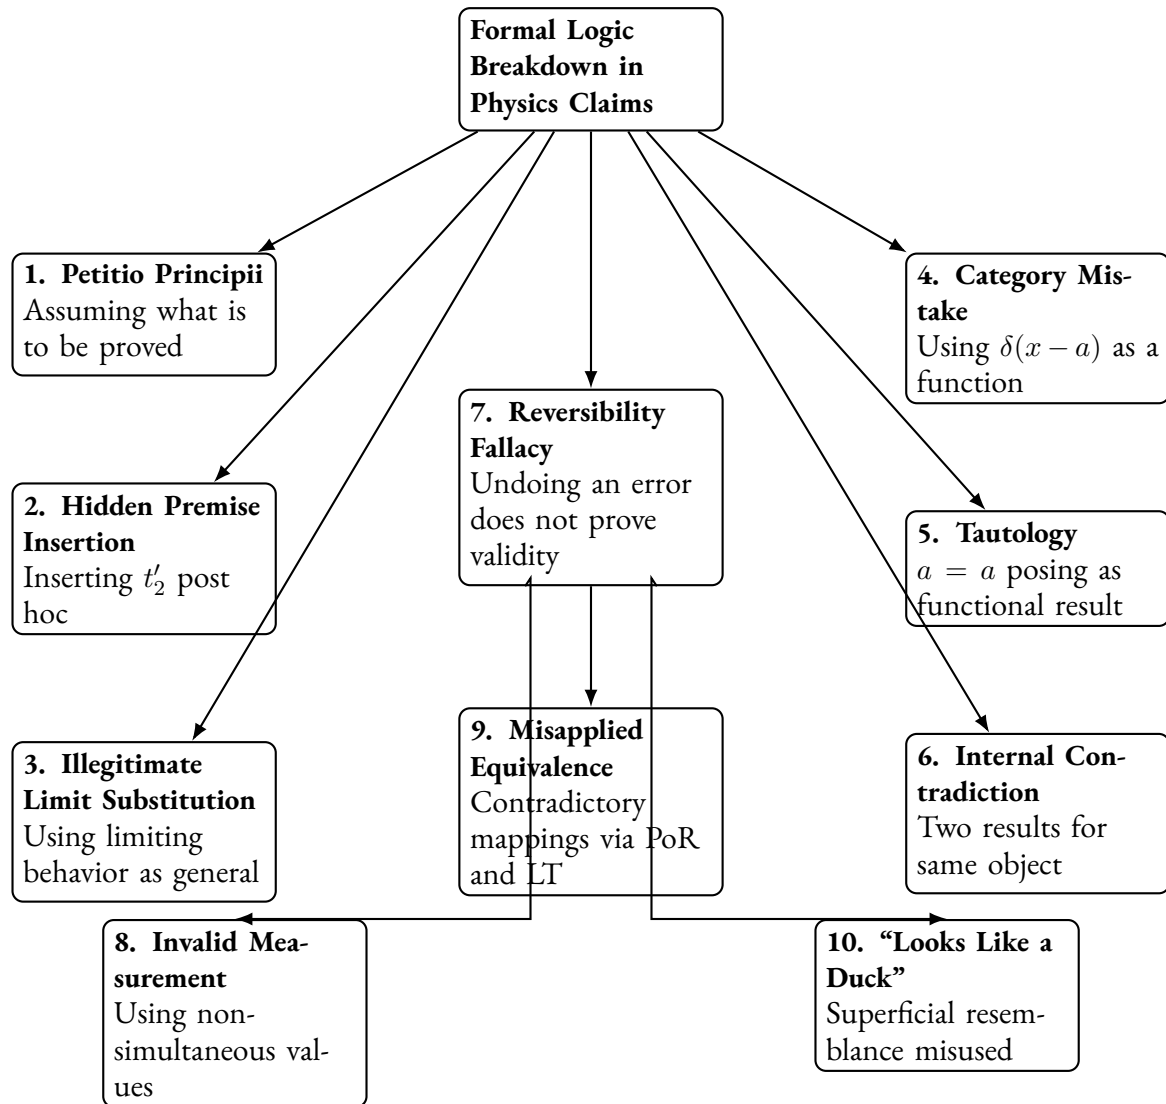 Formal Logic
Breakdown in
Physics Claims
1. Petitio Principii
Assuming what is
to be proved
2. Hidden Premise
Insertion
Inserting t′₂ post
hoc
3. Illegitimate
Limit Substitution
Using limiting
behavior as general
4. Category Mis-
take
Using δ(x − a) as a
function
5. Tautology
a = a posing as
functional result
6. Internal Con-
tradiction
Two results for
same object
7. Reversibility
Fallacy
Undoing an error
does not prove
validity
9. Misapplied
Equivalence
Contradictory
mappings via PoR
and LT
8. Invalid Mea-
surement
Using non-
simultaneous val-
ues
10. “Looks Like a
Duck”
Superficial resem-
blance misused